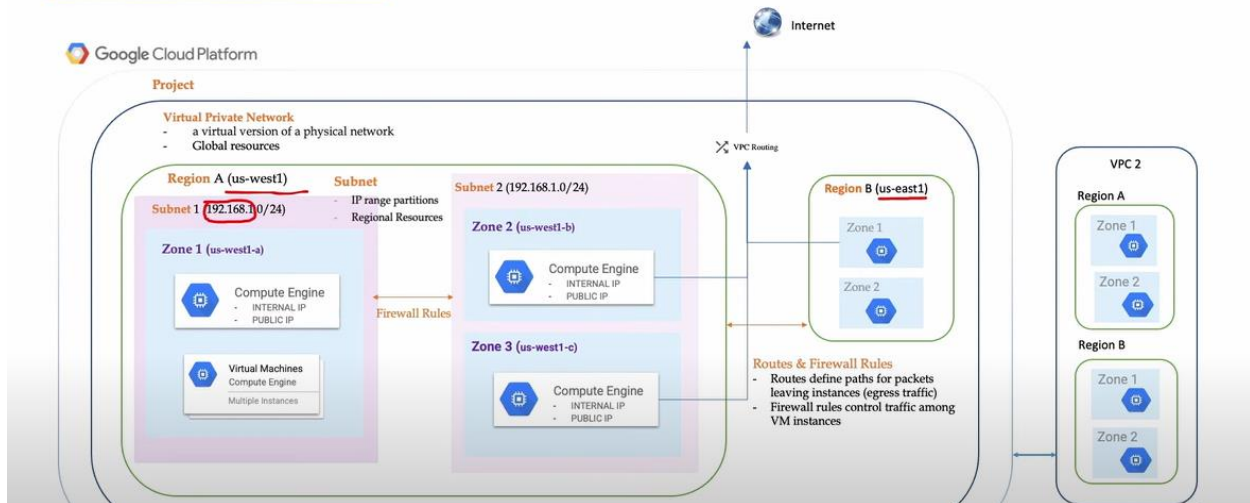 Internet
Google Cloud Platform
Project
Virtual Private Network
- a virtual version of a physical network
- Global resources
VPC Routing
VPC 2
Region A (us-west1)
Subnet
- IP range partitions
- Regional Resources
Subnet 1 (192.168.1.0/24)
Zone 1 (us-west1-a)
Compute Engine
- INTERNAL IP
- PUBLIC IP
Virtual Machines
Compute Engine
Multiple Instances
Firewall Rules
Subnet 2 (192.168.1.0/24)
Zone 2 (us-west1-b)
Compute Engine
- INTERNAL IP
- PUBLIC IP
Zone 3 (us-west1-c)
Compute Engine
- INTERNAL IP
- PUBLIC IP
Region B (us-east1)
Zone 1
Zone 2
Routes & Firewall Rules
- Routes define paths for packets
leaving instances (egress traffic)
- Firewall rules control traffic among
VM instances
Region A
Zone 1
Zone 2
Region B
Zone 1
Zone 2